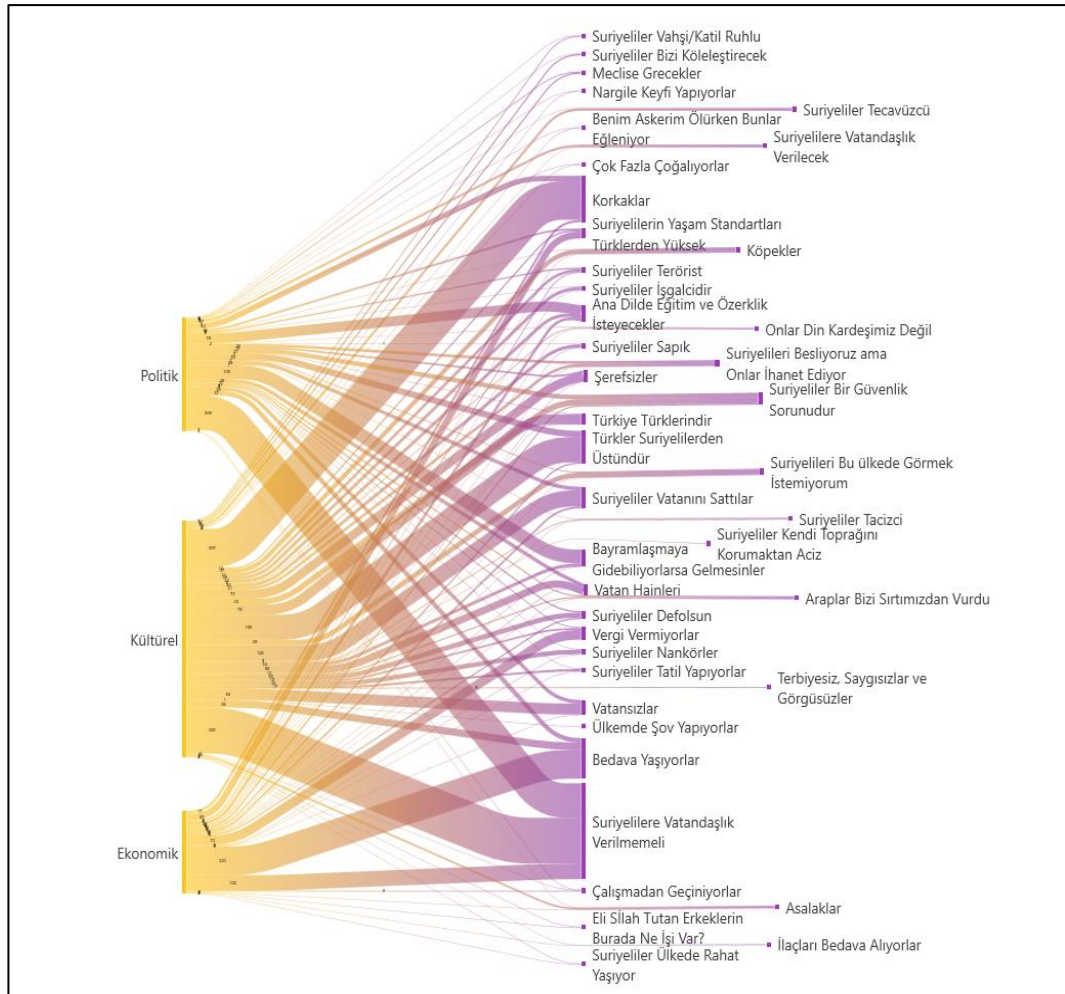 Suriyeliler Vahşi/Katil Ruhlu
Suriyeliler Bizi Köleleştirecek
Meclise Grecekler
Nargile Keyfi Yapıyorlar
Suriyeliler Tecavüzcü
Benim Askerim Ölürken Bunlar
Eğleniyor
Suriyelilere Vatandaşlık
Verilecek
Çok Fazla Çoğalıyorlar
Korkaklar
Suriyelilerin Yaşam Standartları
Türklerden Yüksek
Köpekler
Suriyeliler Terörist
Suriyeliler İşgalcidir
Ana Dilde Eğitim ve Özerklik
İsteyecekler
Onlar Din Kardeşimiz Değil
Suriyeliler Sapık
Suriyelileri Besliyoruz ama
Onlar İhanet Ediyor
Şerefsizler
Politik
Suriyeliler Bir Güvenlik
Sorunudur
Türkiye Türklerindir
Türkler Suriyelilerden
Üstündür
Suriyelileri Bu ülkede Görmek
İstemiyorum
Suriyeliler Vatanını Sattılar
Suriyeliler Tacizci
Suriyeliler Kendi Toprağını
Korumaktan Aciz
Bayramlaşmaya
Gidebiliyorlarsa Gelmesinler
Vatan Hainleri
Araplar Bizi Sırtımızdan Vurdu
Suriyeliler Defolsun
Vergi Vermiyorlar
Kültürel
Suriyeliler Nankörler
Suriyeliler Tatil Yapıyorlar
Terbiyesiz, Saygısızlar ve
Görgüsüzler
Vatansızlar
Ülkemde Şov Yapıyorlar
Bedava Yaşıyorlar
Suriyelilere Vatandaşlık
Verilmemeli
Ekonomik
Çalışmadan Geçiniyorlar
Asalaklar
Eli Silah Tutan Erkeklerin
Burada Ne İşi Var?
İlaçları Bedava Alıyorlar
Suriyeliler Ülkede Rahat
Yaşıyor